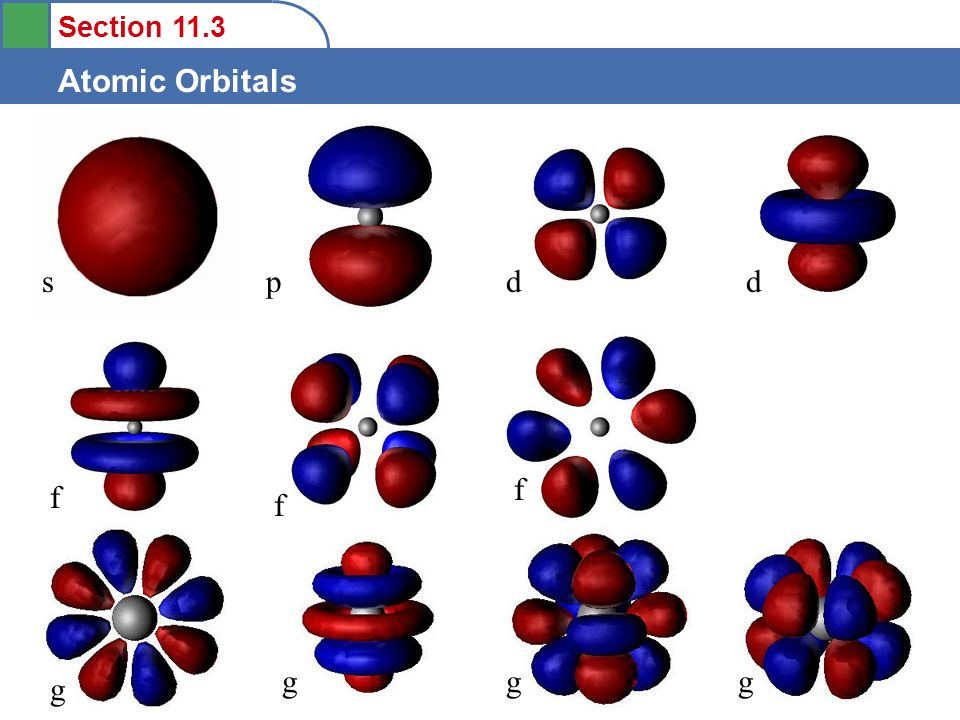 Section 11.3
Atomic Orbitals
s p d d
f f f
g g g g